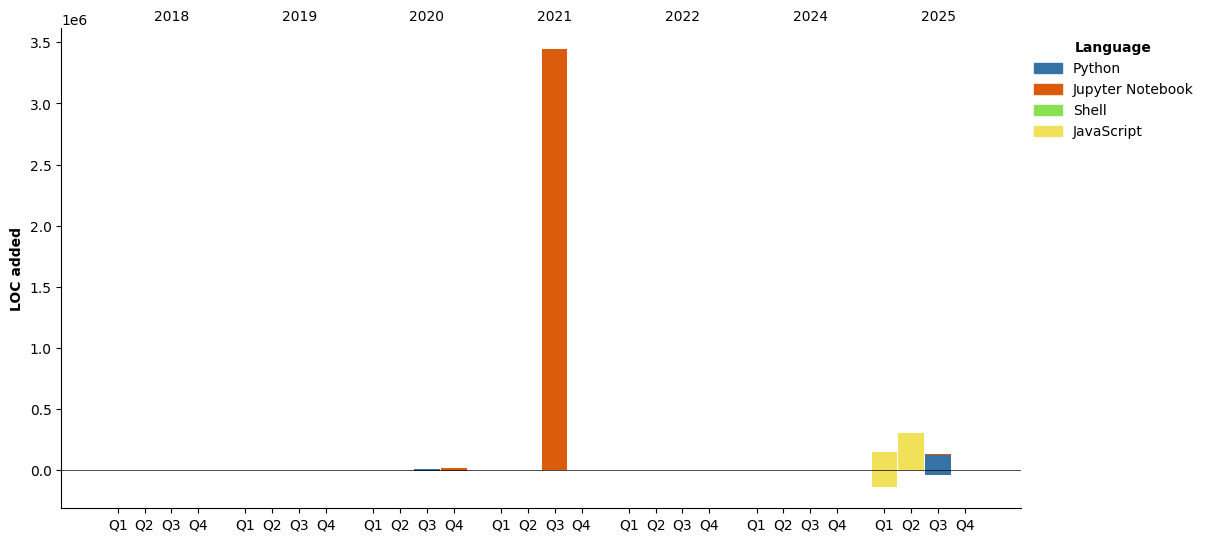 1e6
2018 2019 2020 2021 2022 2024 2025
3.5
3.0
2.5
2.0
1.5
1.0
0.5
0.0
LOC added
Q1 Q2 Q3 Q4 Q1 Q2 Q3 Q4 Q1 Q2 Q3 Q4 Q1 Q2 Q3 Q4 Q1 Q2 Q3 Q4 Q1 Q2 Q3 Q4 Q1 Q2 Q3 Q4
Language
Python
Jupyter Notebook
Shell
JavaScript